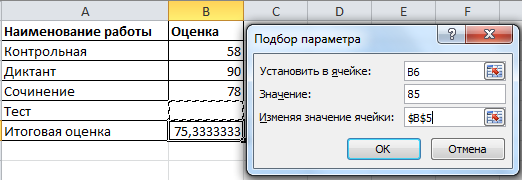 A B C D E F
Наименование работы Оценка
Контрольная 58
Диктант 90
Сочинение 78
Тест
Итоговая оценка 75,3333333
Подбор параметра
Установить в ячейке: B6
Значение: 85
Изменяя значение ячейки: $B$5
ОК Отмена